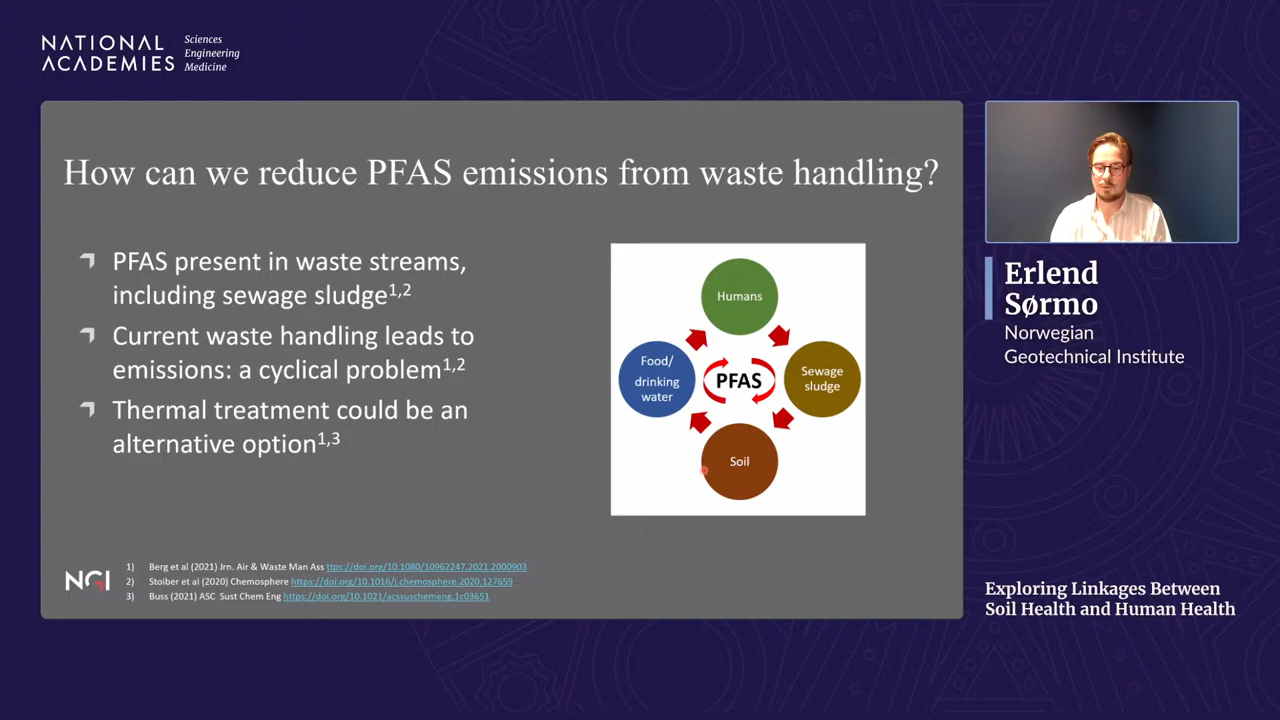 NATIONAL
ACADEMIES
Sciences
Engineering
Medicine
How can we reduce PFAS emissions from waste handling?
PFAS present in waste streams,
including sewage sludge1,2
Current waste handling leads to
emissions: a cyclical problem1,2
Thermal treatment could be an
alternative option1,3
Humans
Food/
drinking
water
PFAS
Sewage
sludge
Soil
NGI
1) Berg et al (2021) Jrn. Air & Waste Man Ass ttps://doi.org/10.1080/10962247.2021.2000903
2) Stoiber et al (2020) Chemosphere https://doi.org/10.1016/j.chemosphere.2020.127659
3) Buss (2021) ASC Sust Chem Eng https://doi.org/10.1021/acssuschemeng.1c03651
Erlend
Sørmo
Norwegian
Geotechnical Institute
Exploring Linkages Between
Soil Health and Human Health